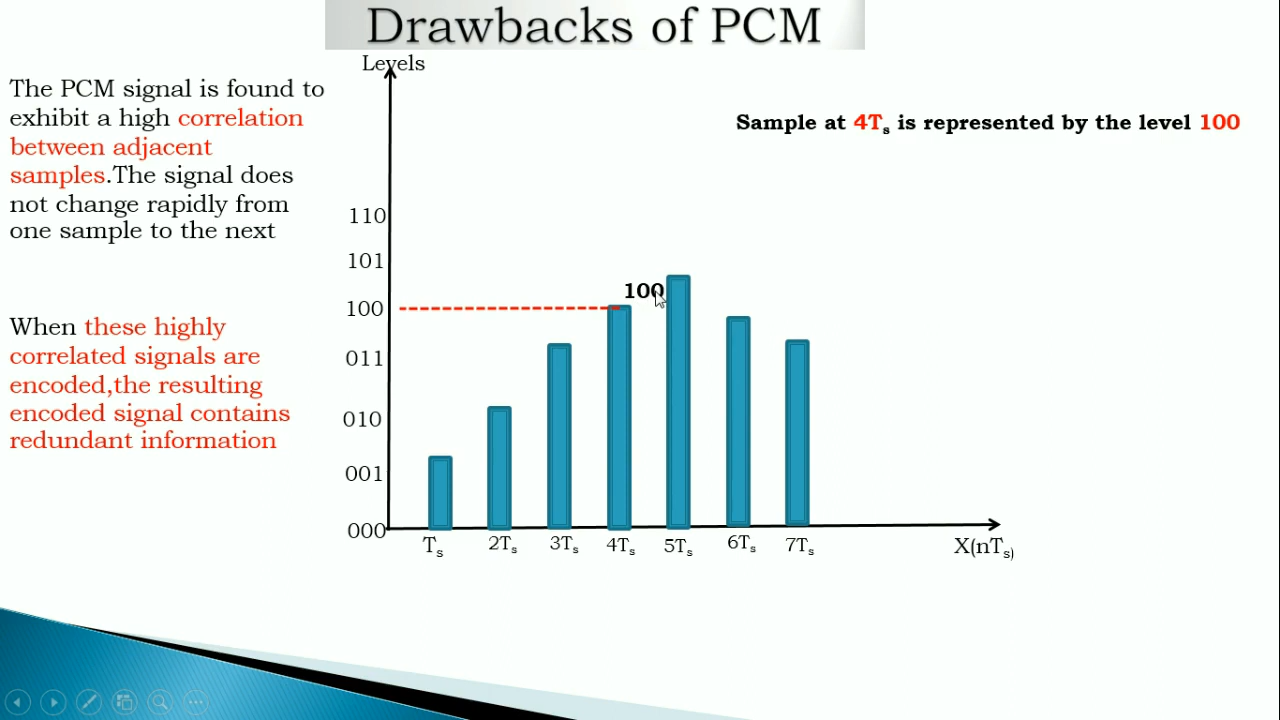 Drawbacks of PCM
Levels
The PCM signal is found to
exhibit a high correlation
between adjacent
samples.The signal does
not change rapidly from
one sample to the next
When these highly
correlated signals are
encoded,the resulting
encoded signal contains
redundant information
Sample at 4Ts is represented by the level 100
110
101
100
100
011
010
001
000
Ts 2Ts 3Ts 4Ts 5Ts 6Ts 7Ts X(nTs)